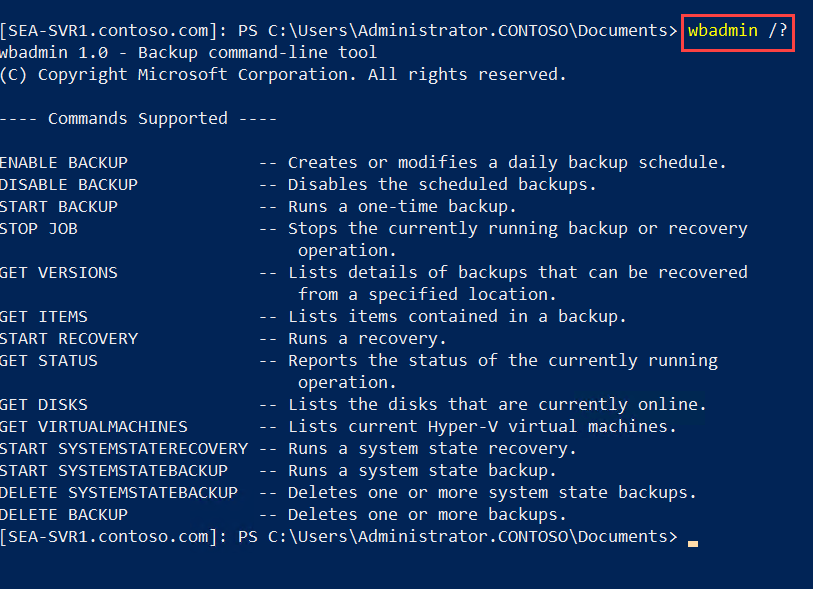 [SEA-SVR1.contoso.com]: PS C:\Users\Administrator.CONTOSO\Documents> wbadmin /?
wbadmin 1.0 - Backup command-line tool
(C) Copyright Microsoft Corporation. All rights reserved.
---- Commands Supported ----
ENABLE BACKUP -- Creates or modifies a daily backup schedule.
DISABLE BACKUP -- Disables the scheduled backups.
START BACKUP -- Runs a one-time backup.
STOP JOB -- Stops the currently running backup or recovery
operation.
GET VERSIONS -- Lists details of backups that can be recovered
from a specified location.
GET ITEMS -- Lists items contained in a backup.
START RECOVERY -- Runs a recovery.
GET STATUS -- Reports the status of the currently running
operation.
GET DISKS -- Lists the disks that are currently online.
GET VIRTUALMACHINES -- Lists current Hyper-V virtual machines.
START SYSTEMSTATERECOVERY -- Runs a system state recovery.
START SYSTEMSTATEBACKUP -- Runs a system state backup.
DELETE SYSTEMSTATEBACKUP -- Deletes one or more system state backups.
DELETE BACKUP -- Deletes one or more backups.
[SEA-SVR1.contoso.com]: PS C:\Users\Administrator.CONTOSO\Documents>